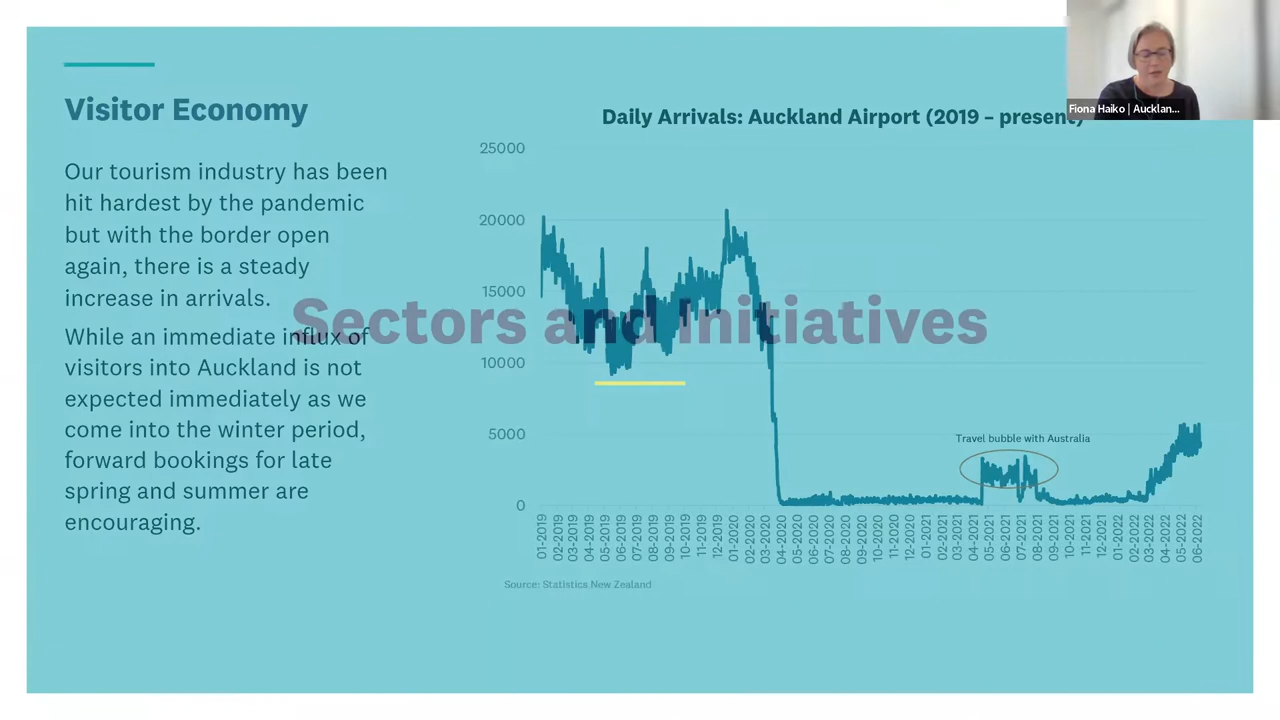 Fiona Haiko | Aucklan...
Visitor Economy
Daily Arrivals: Auckland Airport (2019 – present)
Our tourism industry has been
hit hardest by the pandemic
but with the border open
again, there is a steady
increase in arrivals.
While an immediate influx of
visitors into Auckland is not
expected immediately as we
come into the winter period,
forward bookings for late
spring and summer are
encouraging.
Sectors and Initiatives
25000
20000
15000
10000
5000
0
Travel bubble with Australia
01-2019
02-2019
03-2019
04-2019
05-2019
06-2019
07-2019
08-2019
09-2019
10-2019
11-2019
12-2019
01-2020
02-2020
03-2020
04-2020
05-2020
06-2020
07-2020
08-2020
09-2020
10-2020
11-2020
12-2020
01-2021
02-2021
03-2021
04-2021
05-2021
06-2021
07-2021
08-2021
09-2021
10-2021
11-2021
12-2021
01-2022
02-2022
03-2022
04-2022
05-2022
06-2022
Source: Statistics New Zealand